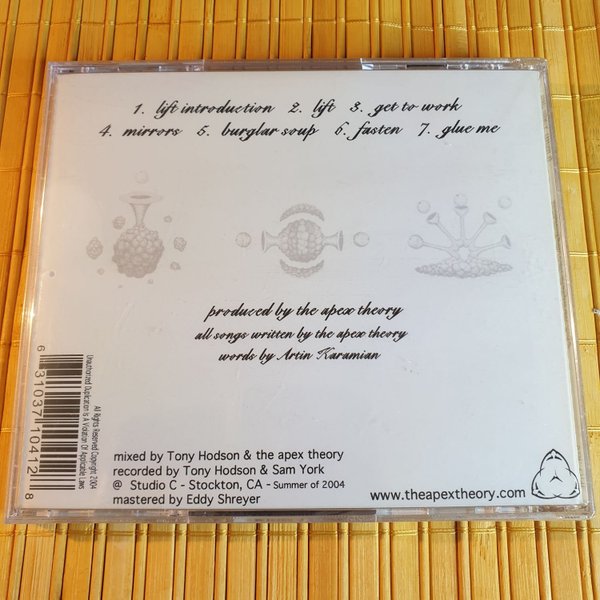 1. lift introduction 2. lift 3. get to work
4. mirrors 5. burglar soup 6. fasten 7. glue me
produced by the apex theory
all songs written by the apex theory
words by Artin Karamian
6 31037 10412 8
All Rights Reserved Copyright 2004
Unauthorized Duplication Is A Violation Of Applicable Laws
mixed by Tony Hodson & the apex theory
recorded by Tony Hodson & Sam York
@ Studio C - Stockton, CA - Summer of 2004
mastered by Eddy Shreyer
www.theapextheory.com